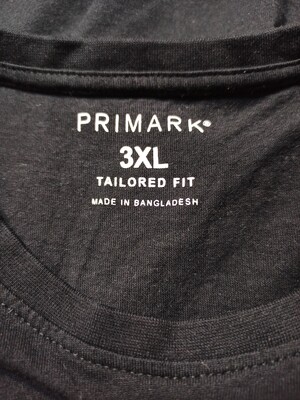 PRIMARK
3XL
TAILORED FIT
MADE IN BANGLADESH